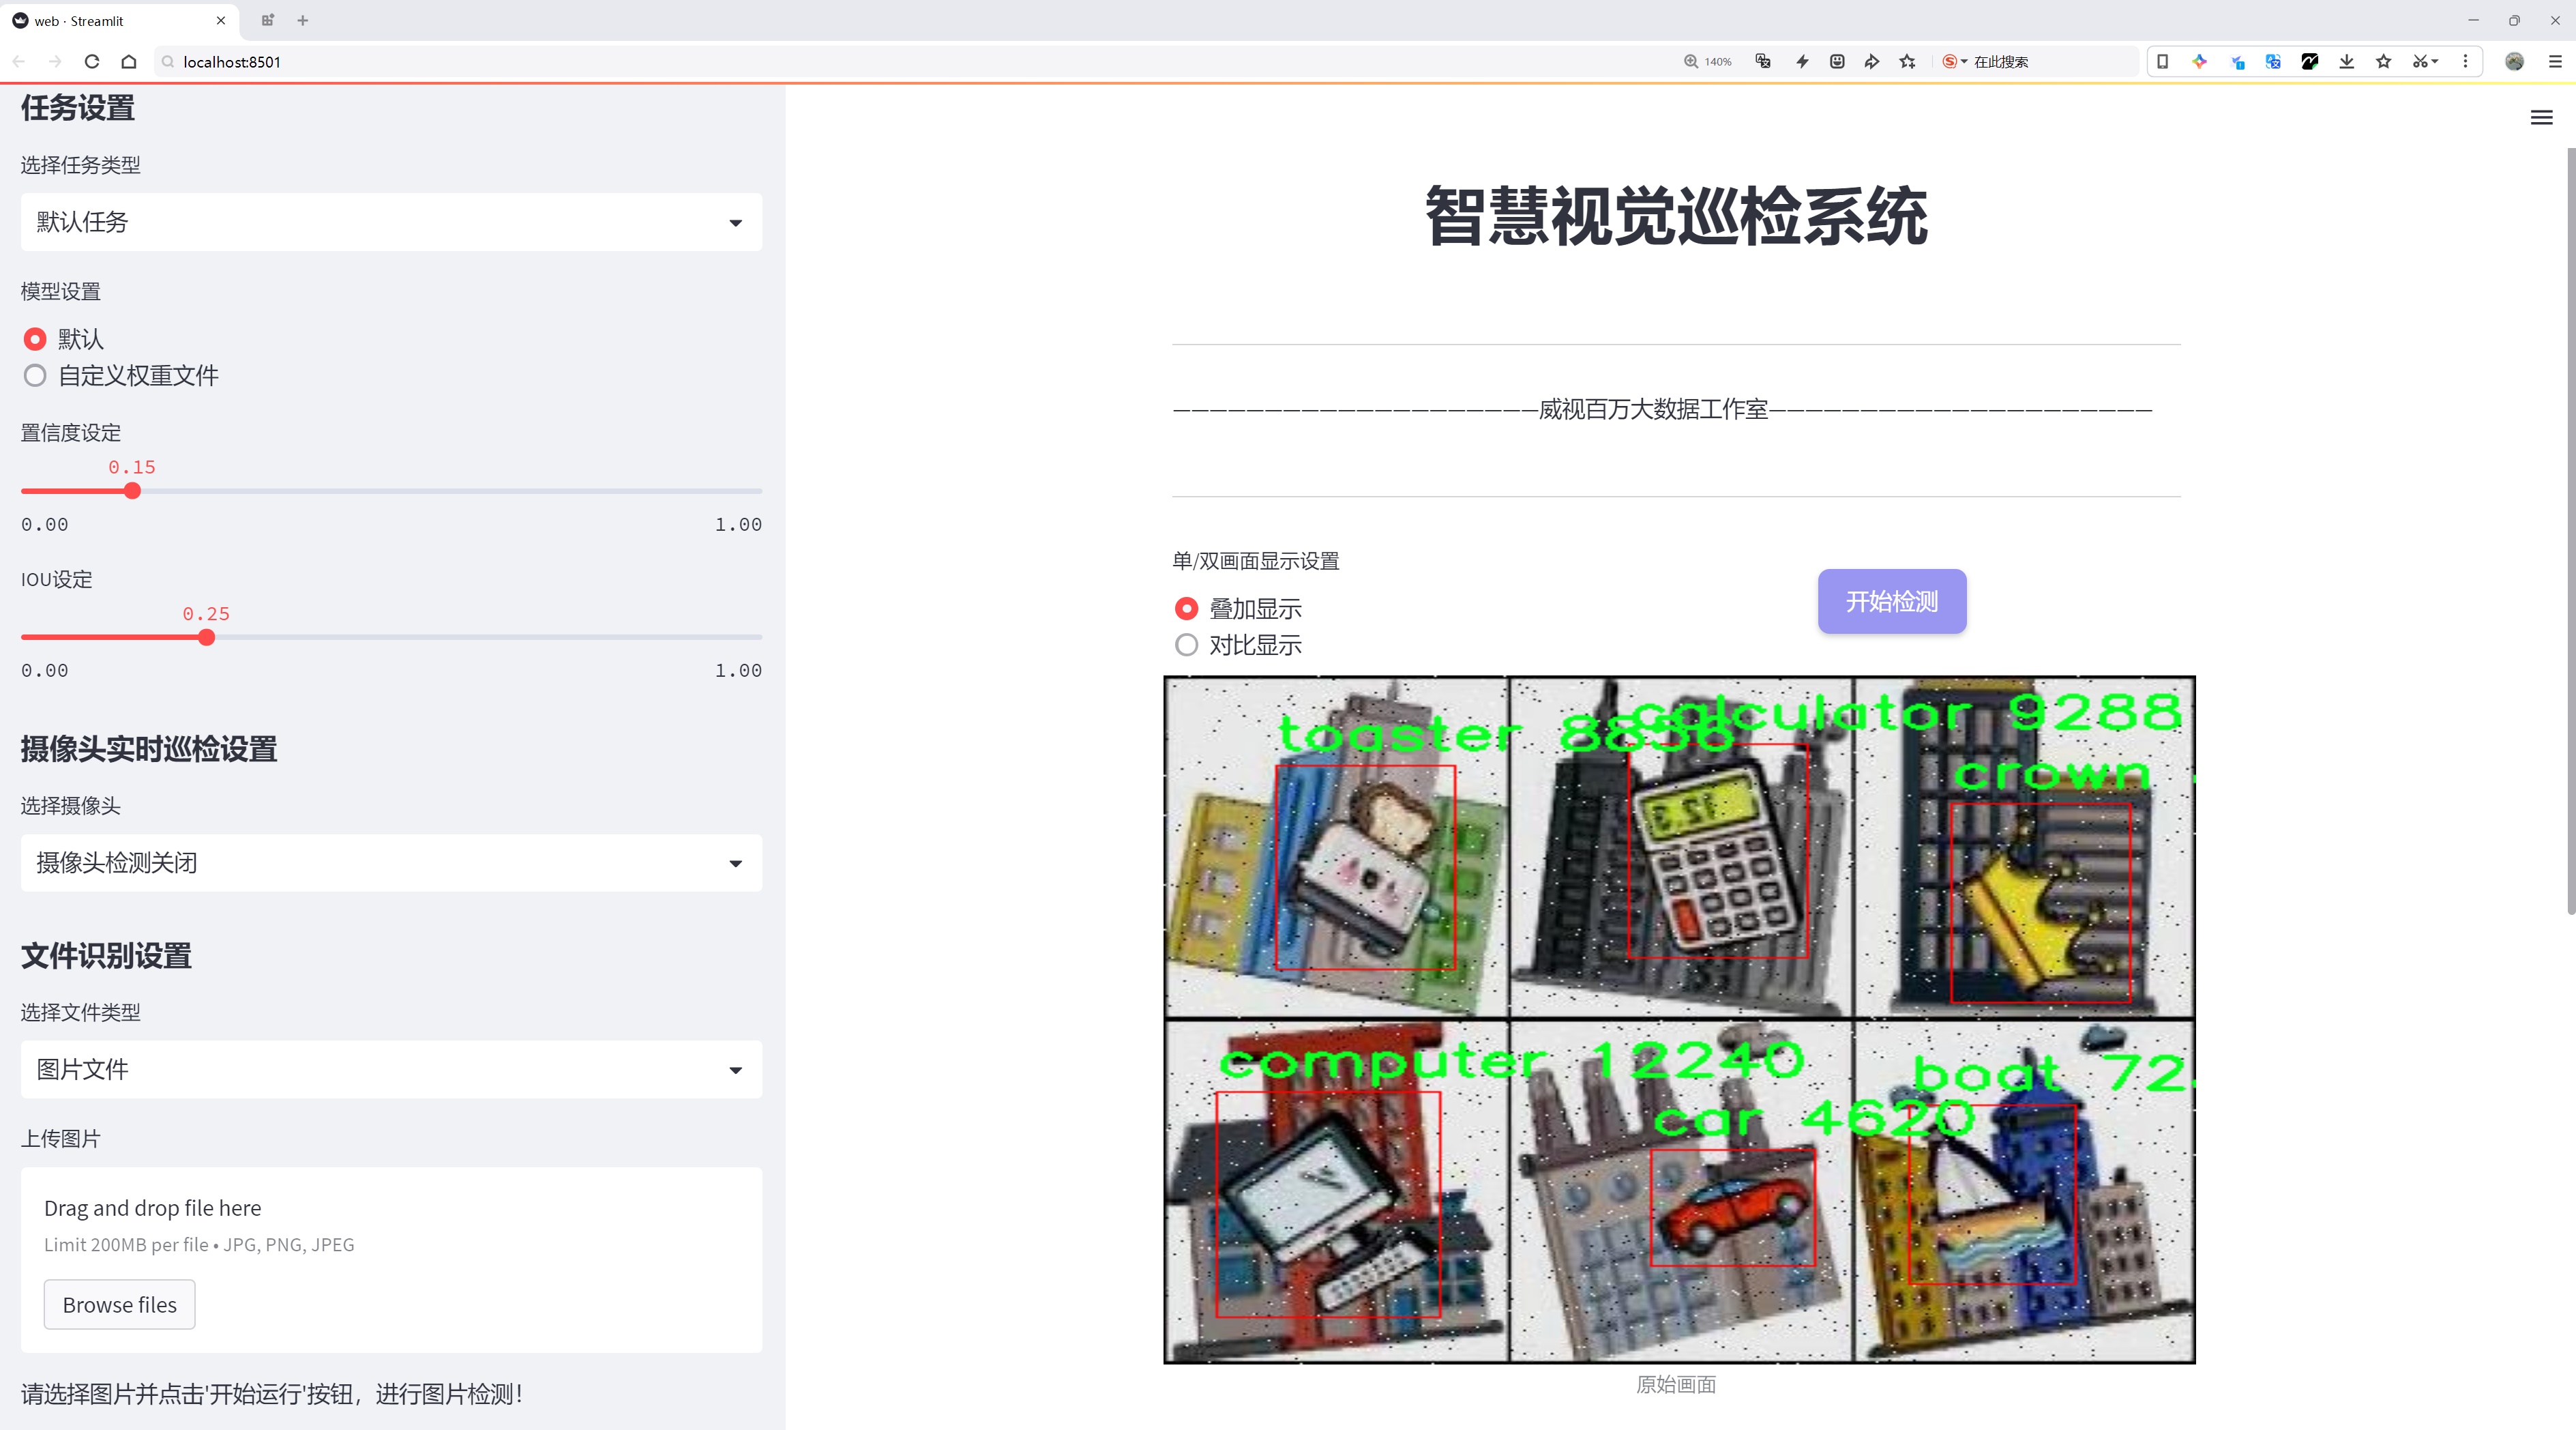 web · Streamlit
localhost:8501
140%
在此搜索
任务设置
选择任务类型
默认任务
模型设置
默认
自定义权重文件
置信度设定
0.15
0.00 1.00
IOU设定
0.25
0.00 1.00
摄像头实时巡检设置
选择摄像头
摄像头检测关闭
文件识别设置
选择文件类型
图片文件
上传图片
Drag and drop file here
Limit 200MB per file • JPG, PNG, JPEG
Browse files
请选择图片并点击'开始运行'按钮，进行图片检测！
智慧视觉巡检系统
————————————————————威视百万大数据工作室—————————————————————
单/双画面显示设置
叠加显示
对比显示
开始检测
calculator 9288
toaster
crown
computer 12240
boat
car 4620
原始画面